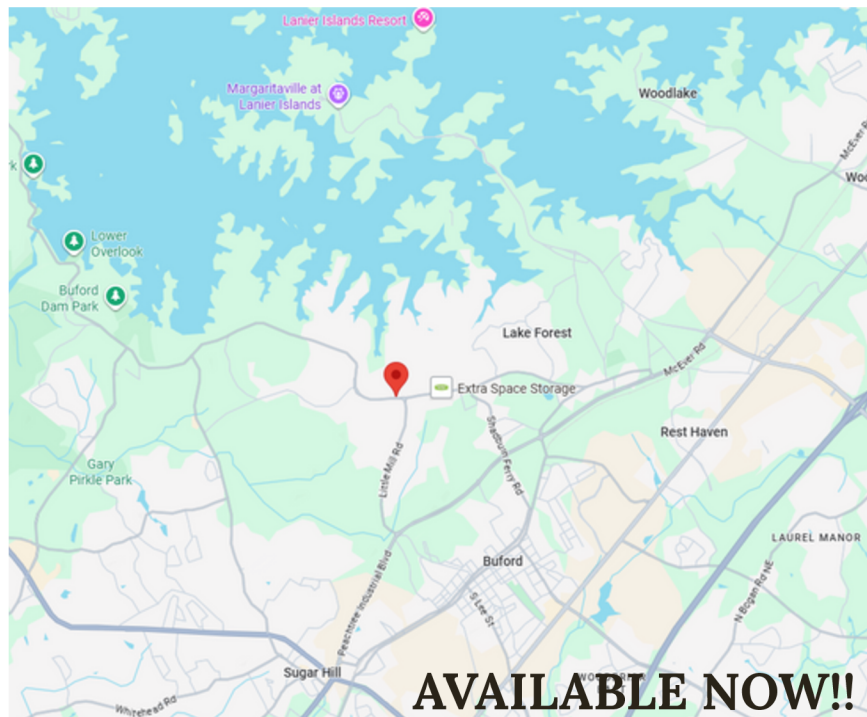 Lanier Islands Resort
Margaritaville at
Lanier Islands
Woodlake
McEver R
Woo
k
Lower
Overlook
Buford
Dam Park
Lake Forest
McEver Rd
Extra Space Storage
Rest Haven
Shadburn Ferry Rd
Little Mill Rd
Gary
Pirkle Park
LAUREL MANOR
Buford
N Bogan Rd NE
S Lee St
Peachtree Industrial Blvd
Sugar Hill
Whitehead Rd
AVAILABLE NOW!!